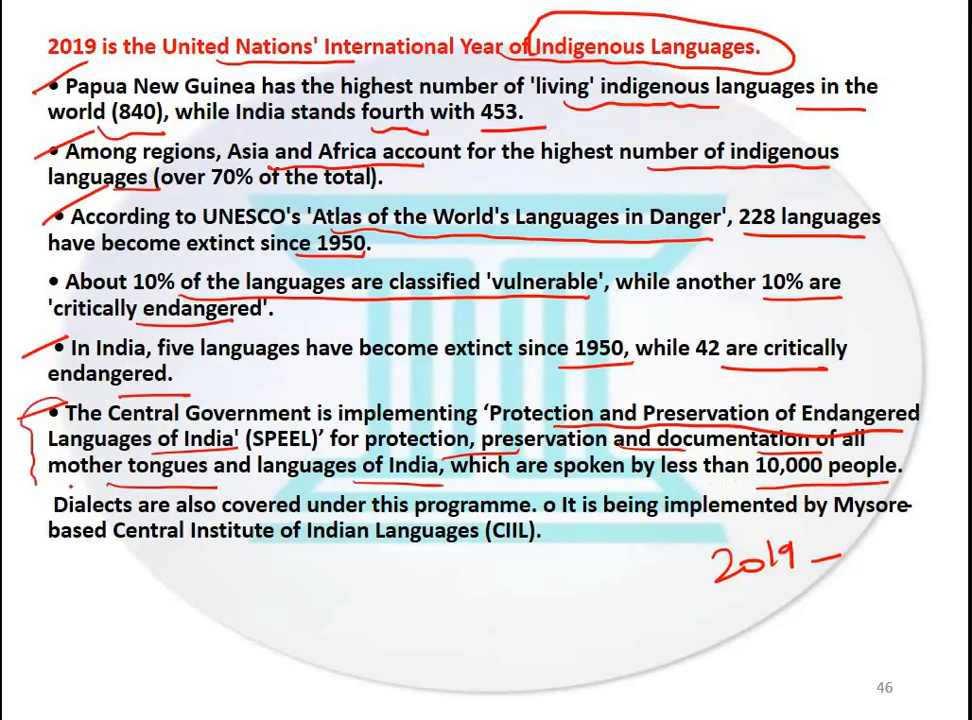 2019 is the United Nations' International Year of Indigenous Languages.
• Papua New Guinea has the highest number of 'living' indigenous languages in the
world (840), while India stands fourth with 453.
• Among regions, Asia and Africa account for the highest number of indigenous
languages (over 70% of the total).
• According to UNESCO's 'Atlas of the World's Languages in Danger', 228 languages
have become extinct since 1950.
• About 10% of the languages are classified 'vulnerable', while another 10% are
'critically endangered'.
• In India, five languages have become extinct since 1950, while 42 are critically
endangered.
• The Central Government is implementing ‘Protection and Preservation of Endangered
Languages of India' (SPEEL)’ for protection, preservation and documentation of all
mother tongues and languages of India, which are spoken by less than 10,000 people.
Dialects are also covered under this programme. o It is being implemented by Mysore-
based Central Institute of Indian Languages (CIIL).
2019 –
46